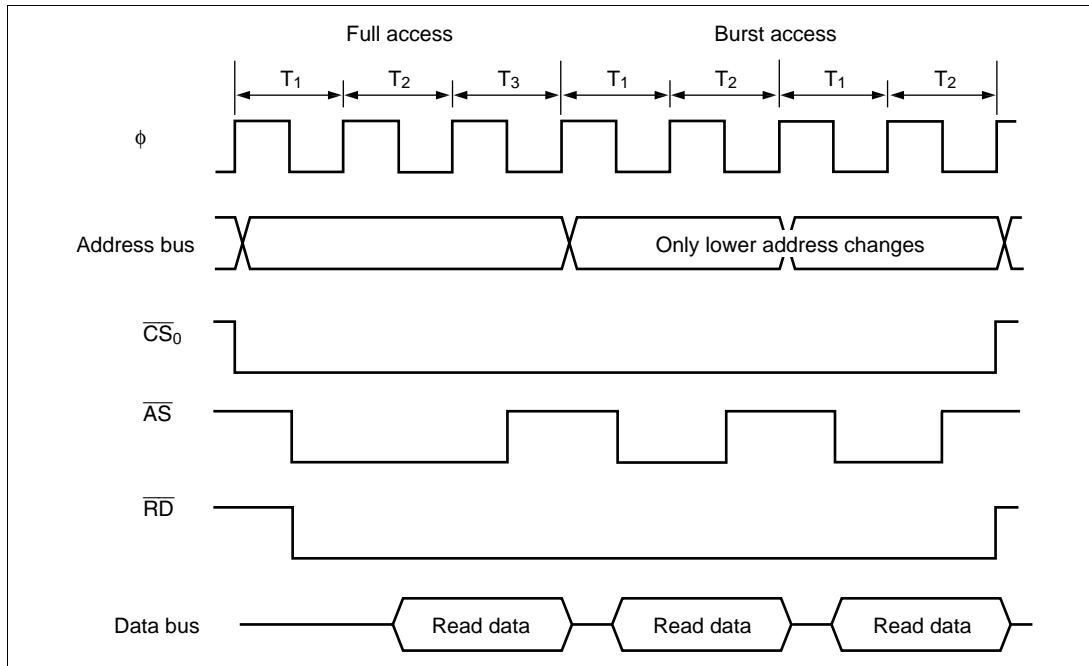 Full access Burst access
T1 T2 T3 T1 T2 T1 T2
ϕ
Address bus Only lower address changes
CS0
AS
RD
Data bus Read data Read data Read data